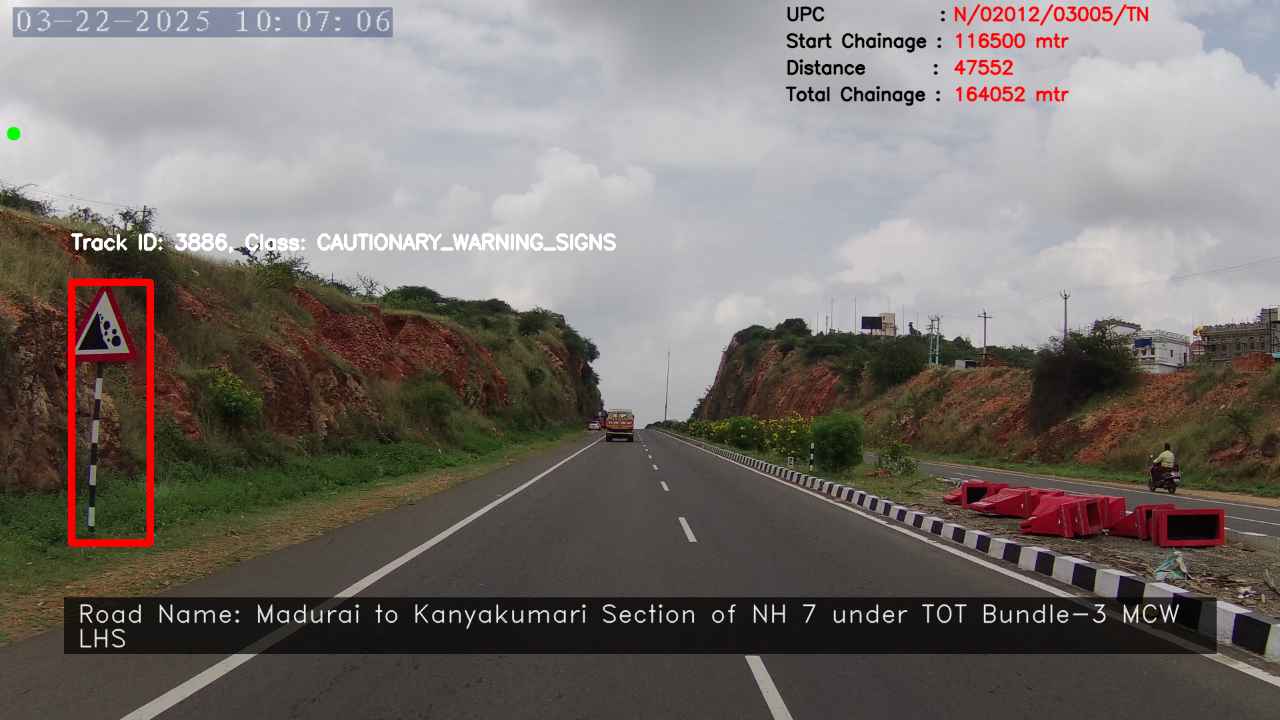 03-22-2025 10:07:06
UPC : N/02012/03005/TN
Start Chainage : 116500 mtr
Distance : 47552
Total Chainage : 164052 mtr
Track ID: 3886, Class: CAUTIONARY_WARNING_SIGNS
Road Name: Madurai to Kanyakumari Section of NH 7 under TOT Bundle-3 MCW
LHS